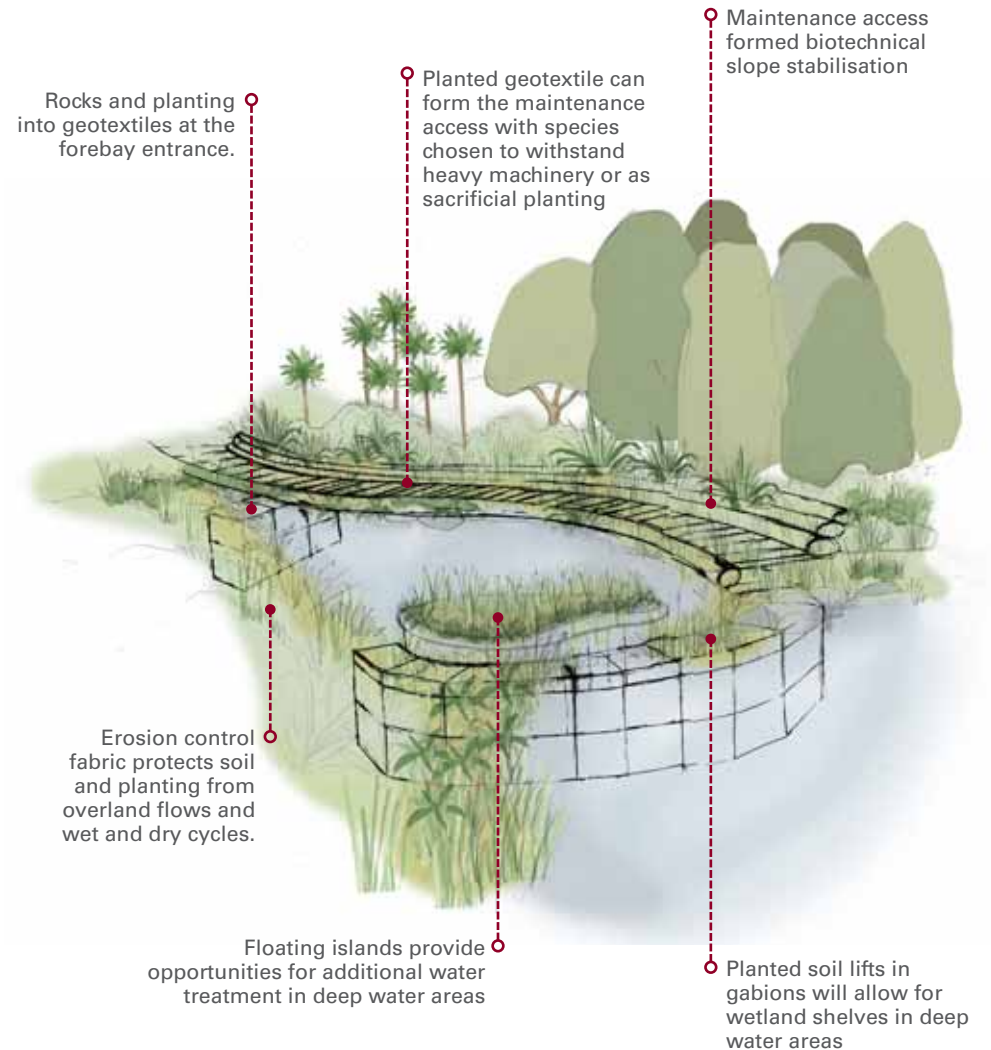 Maintenance access
formed biotechnical
slope stabilisation
Planted geotextile can
form the maintenance
access with species
chosen to withstand
heavy machinery or as
sacrificial planting
Rocks and planting
into geotextiles at the
forebay entrance.
Erosion control
fabric protects soil
and planting from
overland flows and
wet and dry cycles.
Floating islands provide
opportunities for additional water
treatment in deep water areas
Planted soil lifts in
gabions will allow for
wetland shelves in deep
water areas